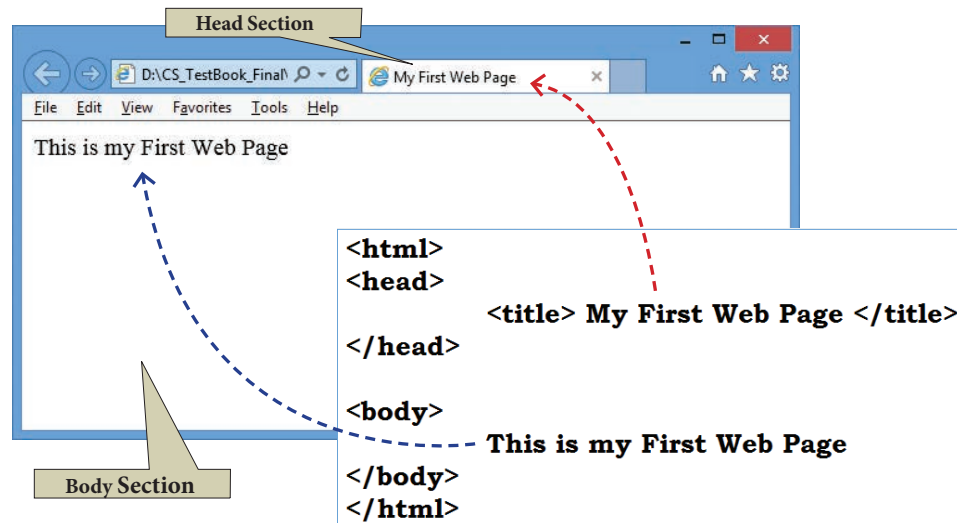 Head Section
D:\CS_TestBook_Final\
My First Web Page
File Edit View Favorites Tools Help
This is my First Web Page
<html>
<head>
<title> My First Web Page </title>
</head>
<body>
This is my First Web Page
</body>
</html>
Body Section